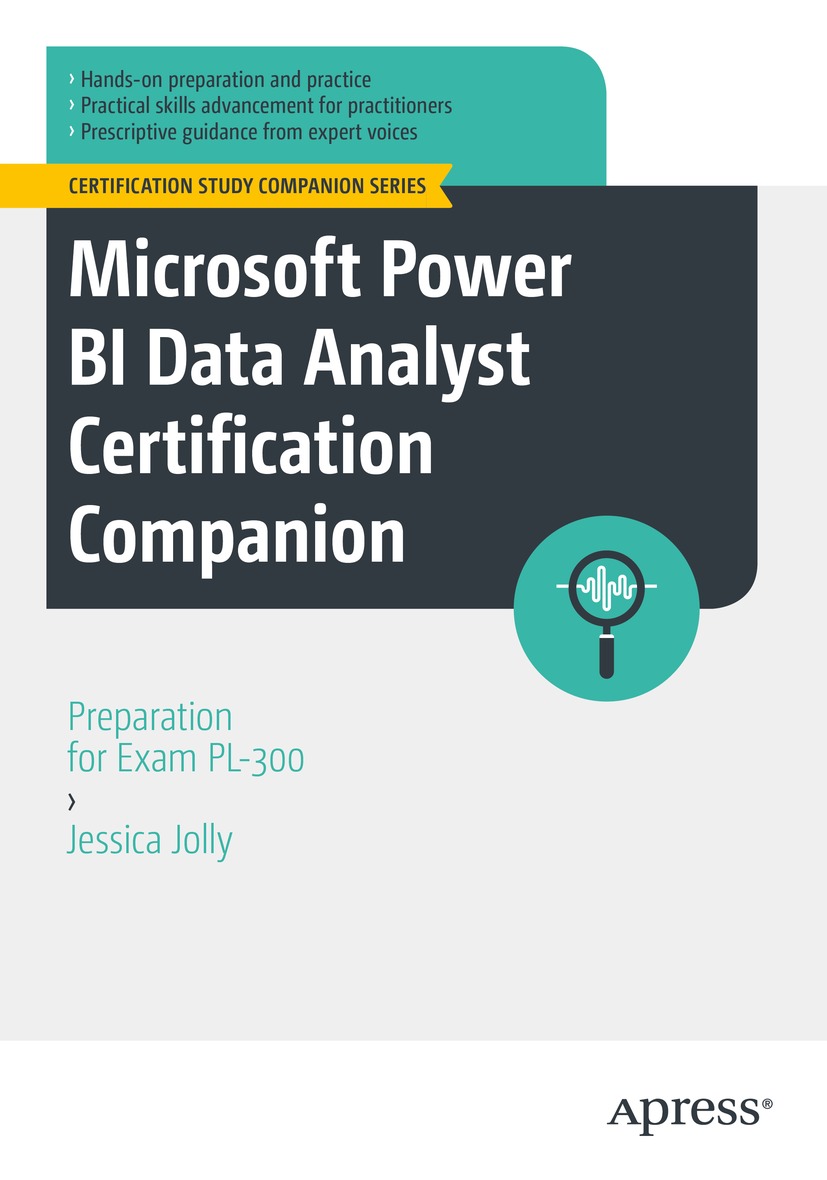 › Hands-on preparation and practice
› Practical skills advancement for practitioners
› Prescriptive guidance from expert voices
CERTIFICATION STUDY COMPANION SERIES
Microsoft Power
BI Data Analyst
Certification
Companion
Preparation
for Exam PL-300
›
Jessica Jolly
Apress®